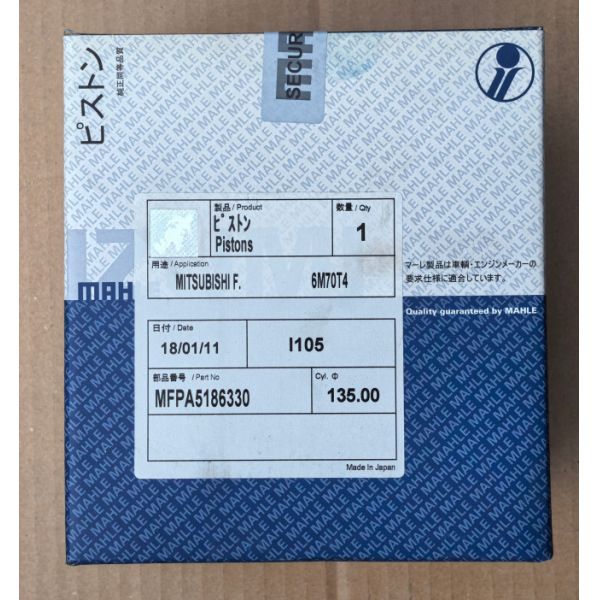 ピストン
純正同等品質
SECUR
製品 / Product
ピストン
Pistons
数量 / Qty
1
用途 / Application
MITSUBISHI F. 6M70T4
日付 / Date
18/01/11
I105
部品番号 / Part No
MFPA5186330
Cyl. Φ
135.00
Made In Japan
マーレ製品は車輌・エンジンメーカーの
要求仕様に適合しています。
Quality guaranteed by MAHLE
MAH